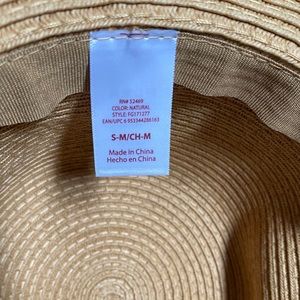 RN# 52469
COLOR: NATURAL
STYLE: FG171277
EAN/UPC 6 953344286163
S-M/CH-M
Made in China
Hecho en China